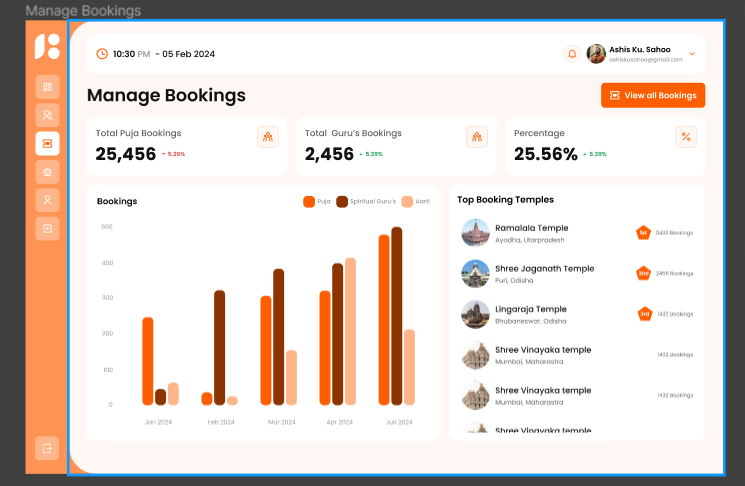 Manage Bookings
10:30 PM - 05 Feb 2024
Ashis Ku. Sahoo
ashiskusahoo@gmail.com
Manage Bookings
View all Bookings
Total Puja Bookings
25,456 - 5.39%
Total Guru's Bookings
2,456 5.39%
Percentage
25.56% 5.39%
Bookings
Puja
Spiritual Guru's
Aarti
500
400
300
200
100
0
Jan 2024
Feb 2024
Mar 2024
Apr 2024
Jun 2024
Top Booking Temples
Ramalala Temple
Ayodha, Utarpradesh
1st
5432 Bookings
Shree Jaganath Temple
Puri, Odisha
2nd
2456 Bookings
Lingaraja Temple
Bhubaneswar, Odisha
3rd
1432 Bookings
Shree Vinayaka temple
Mumbai, Maharastra
1432 Bookings
Shree Vinayaka temple
Mumbai, Maharastra
1432 Bookings
Shree Vinayaka temple